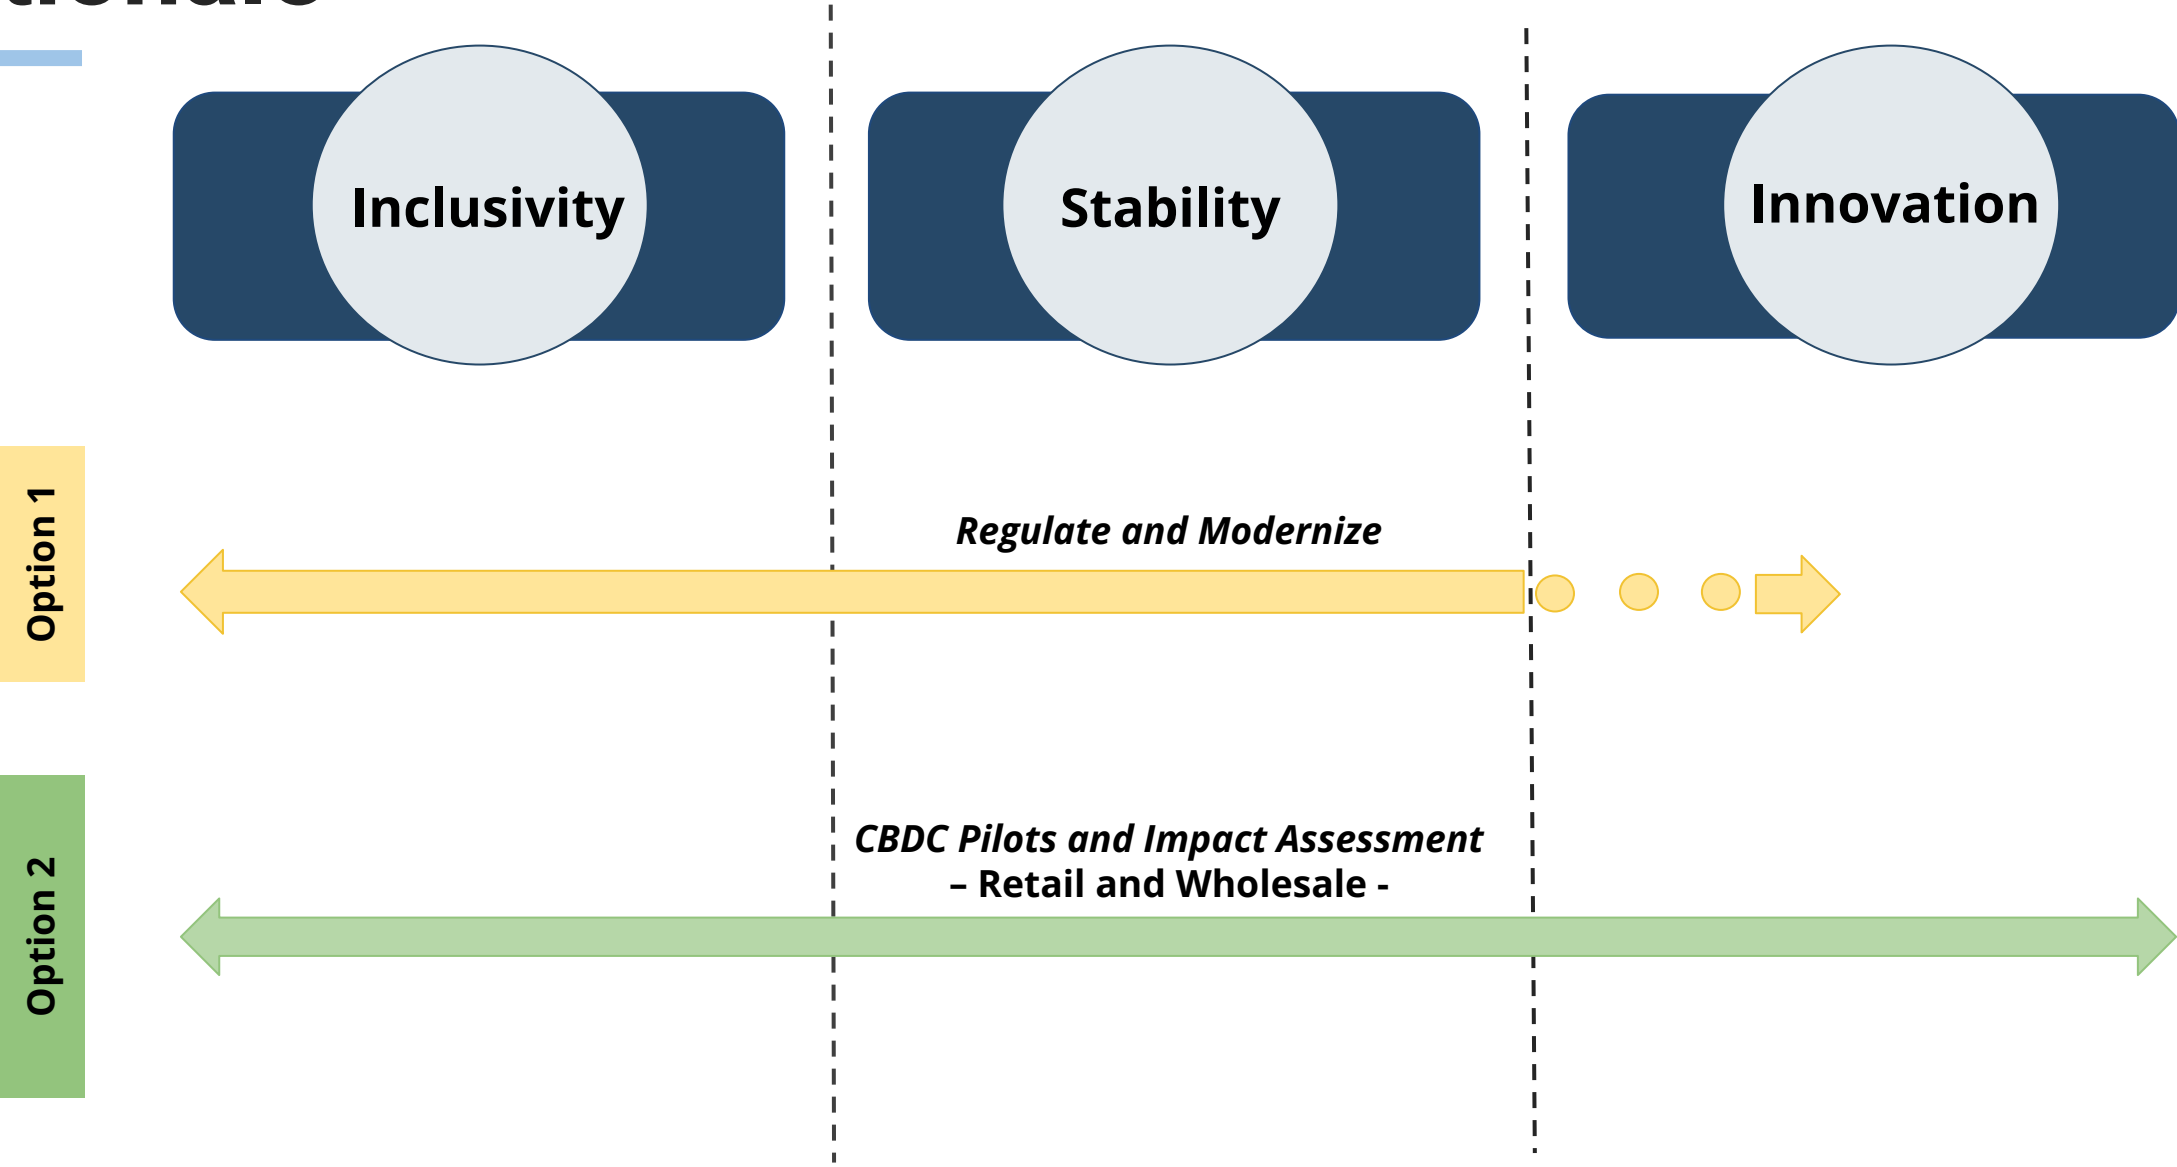 Inclusivity
Stability
Innovation
Option 1
Regulate and Modernize
Option 2
CBDC Pilots and Impact Assessment
– Retail and Wholesale -